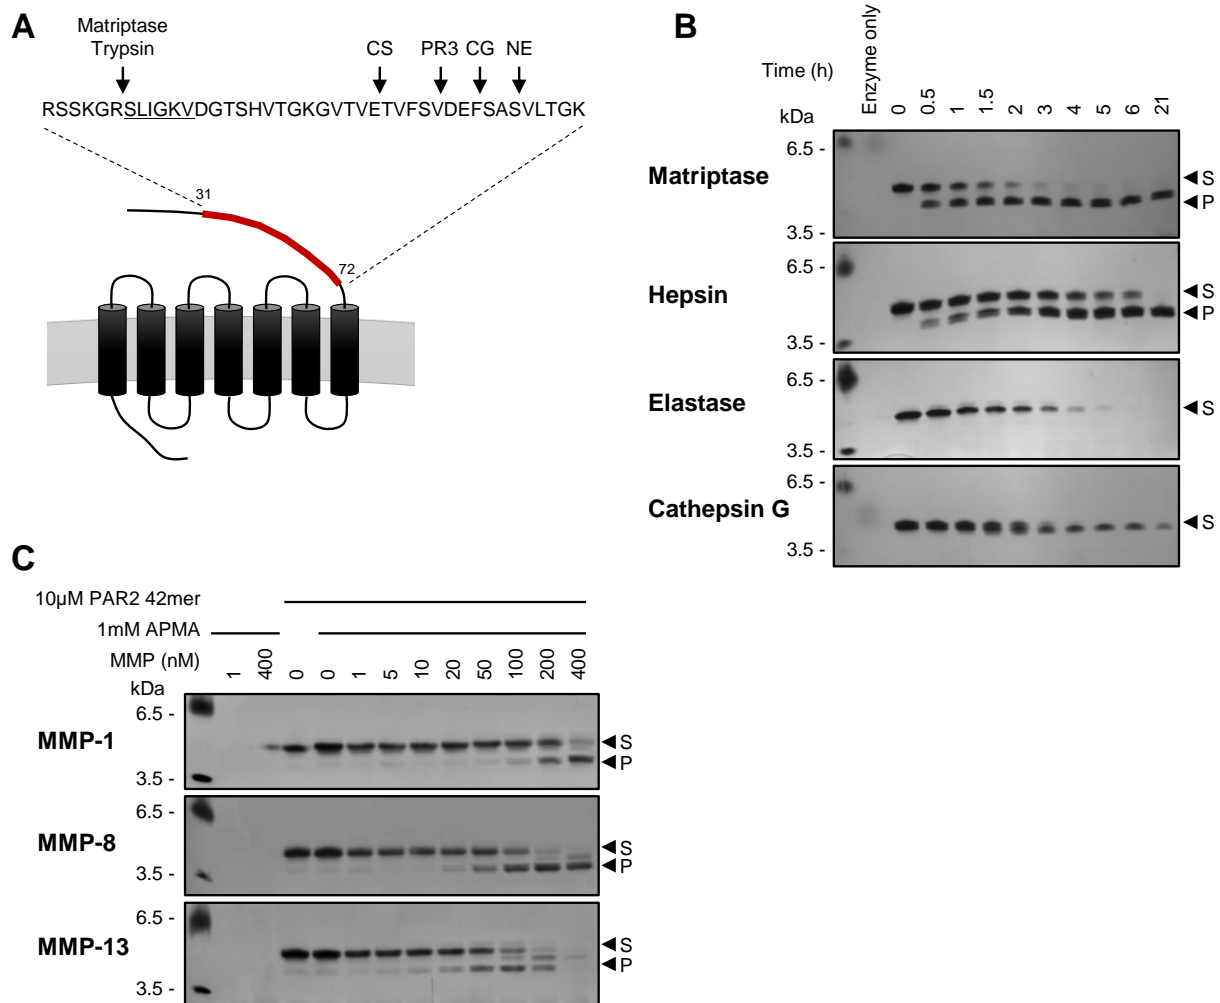 A
Matriptase
Trypsin
CS
PR3
CG
NE
RSSKGRSLIGKVDGTSHVTGKGVTVETVFSVDEFSASVLTGK
31
72
B
Time (h)
Enzyme only
0
0.5
1
1.5
2
3
4
5
6
21
kDa
Matriptase
6.5 -
3.5 -
S
P
Hepsin
6.5 -
3.5 -
S
P
Elastase
6.5 -
3.5 -
S
Cathepsin G
6.5 -
3.5 -
S
C
10µM PAR2 42mer
1mM APMA
MMP (nM)
1
400
0
0
1
5
10
20
50
100
200
400
kDa
MMP-1
6.5 -
3.5 -
S
P
MMP-8
6.5 -
3.5 -
S
P
MMP-13
6.5 -
3.5 -
S
P